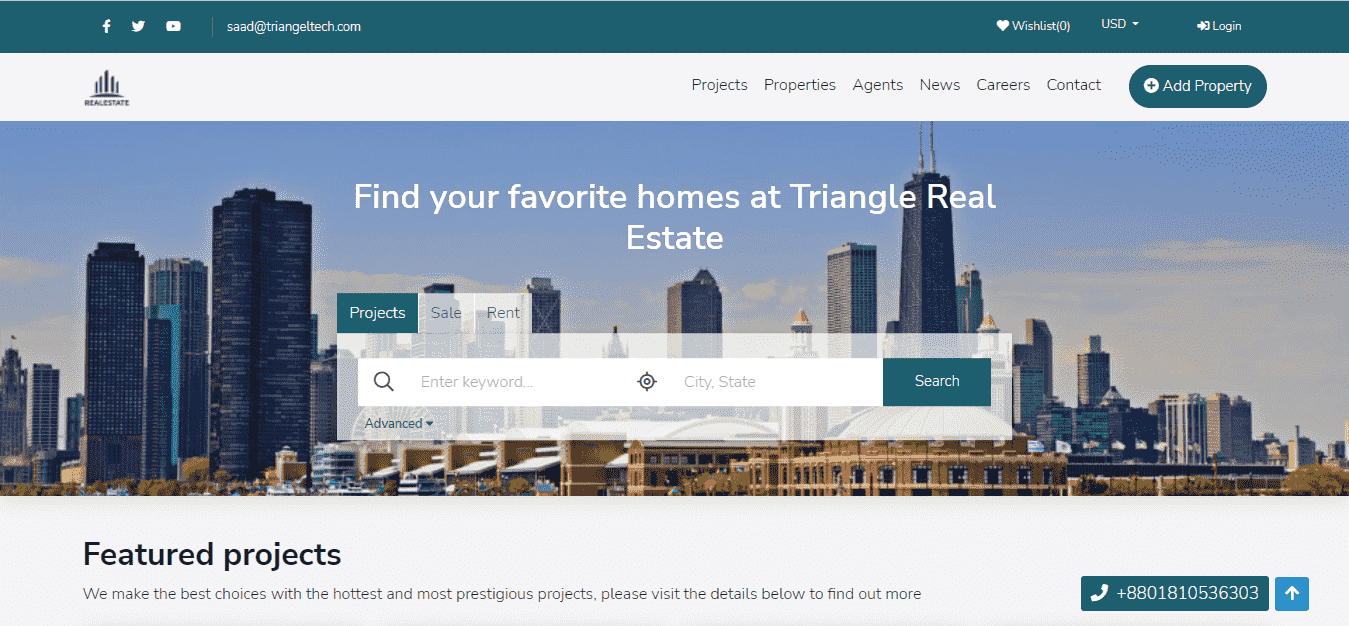 saad@triangeltech.com
Wishlist(0)
USD
Login
REALESTATE
Projects
Properties
Agents
News
Careers
Contact
Add Property
Find your favorite homes at Triangle Real
Estate
Projects
Sale
Rent
Enter keyword...
City, State
Search
Advanced
Featured projects
We make the best choices with the hottest and most prestigious projects, please visit the details below to find out more
+8801810536303